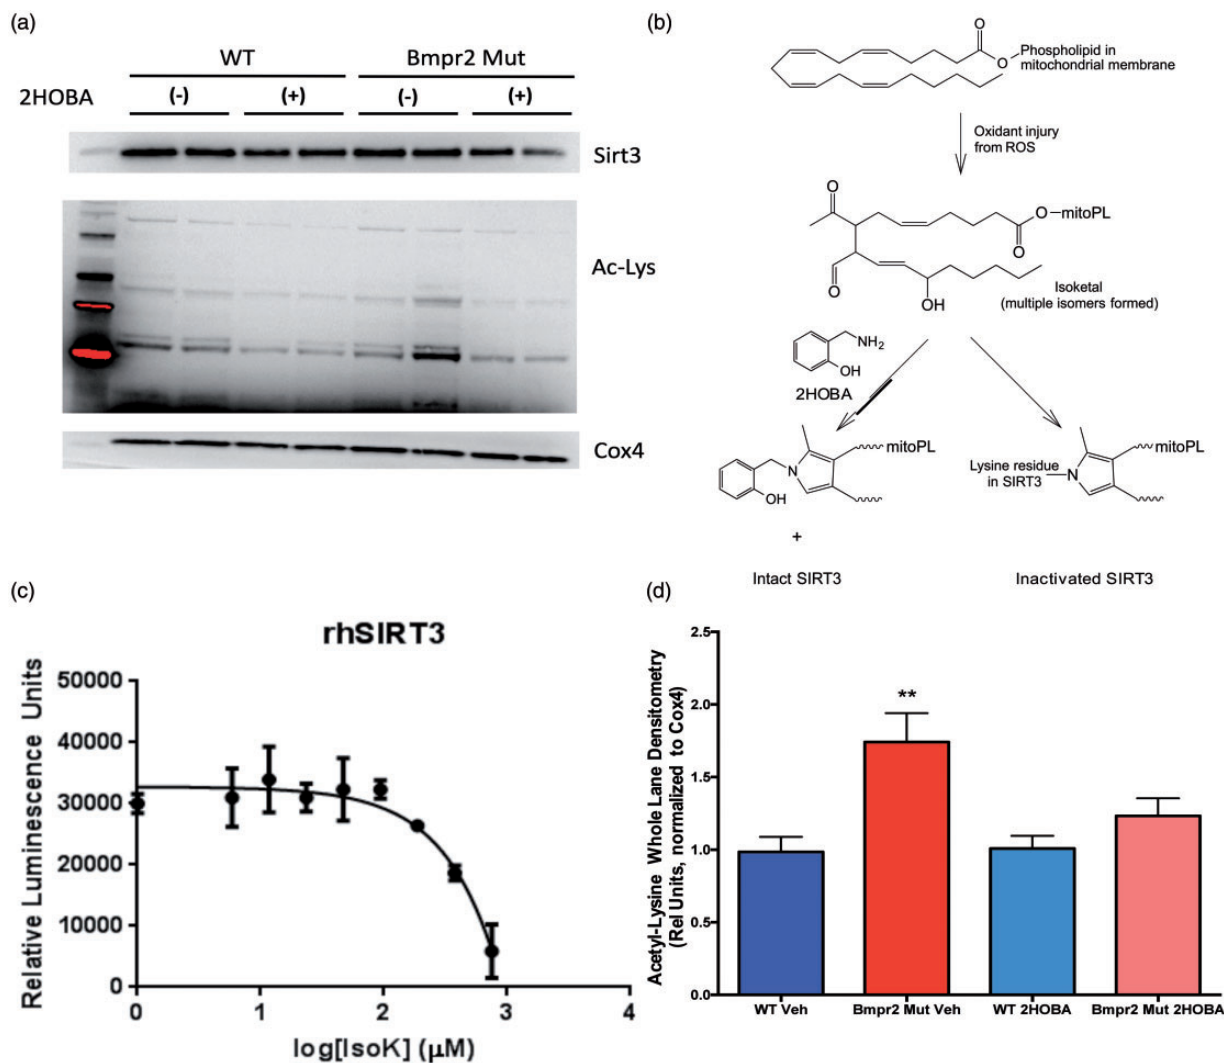 (a)
WT
Bmpr2 Mut
2HOBA
(-)
(+)
(-)
(+)
Sirt3
Ac-Lys
Cox4
(b)
O
O
Phospholipid in
mitochondrial membrane
Oxidant injury
from ROS
O
O
mitoPL
O
O
OH
Isoketal
(multiple isomers formed)
NH2
OH
2HOBA
N
mitoPL
OH
+
Intact SIRT3
mitoPL
Lysine residue
in SIRT3
N
Inactivated SIRT3
(c)
rhSIRT3
Relative Luminescence Units
50000
40000
30000
20000
10000
0
0
1
2
3
4
log[IsoK] (μM)
(d)
Acetyl-Lysine Whole Lane Densitometry
(Rel Units, normalized to Cox4)
2.5
2.0
1.5
1.0
0.5
0.0
**
WT Veh
Bmpr2 Mut Veh
WT 2HOBA
Bmpr2 Mut 2HOBA